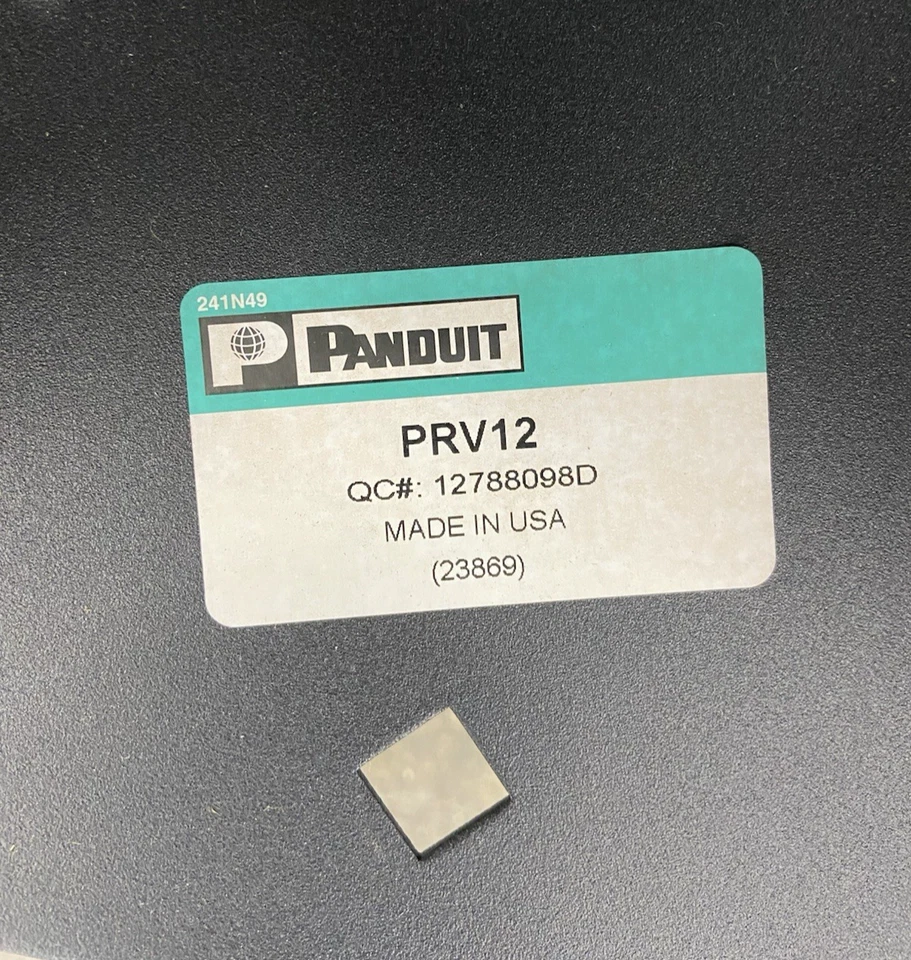 241N49
P PANDUIT
PRV12
QC#: 12788098D
MADE IN USA
(23869)